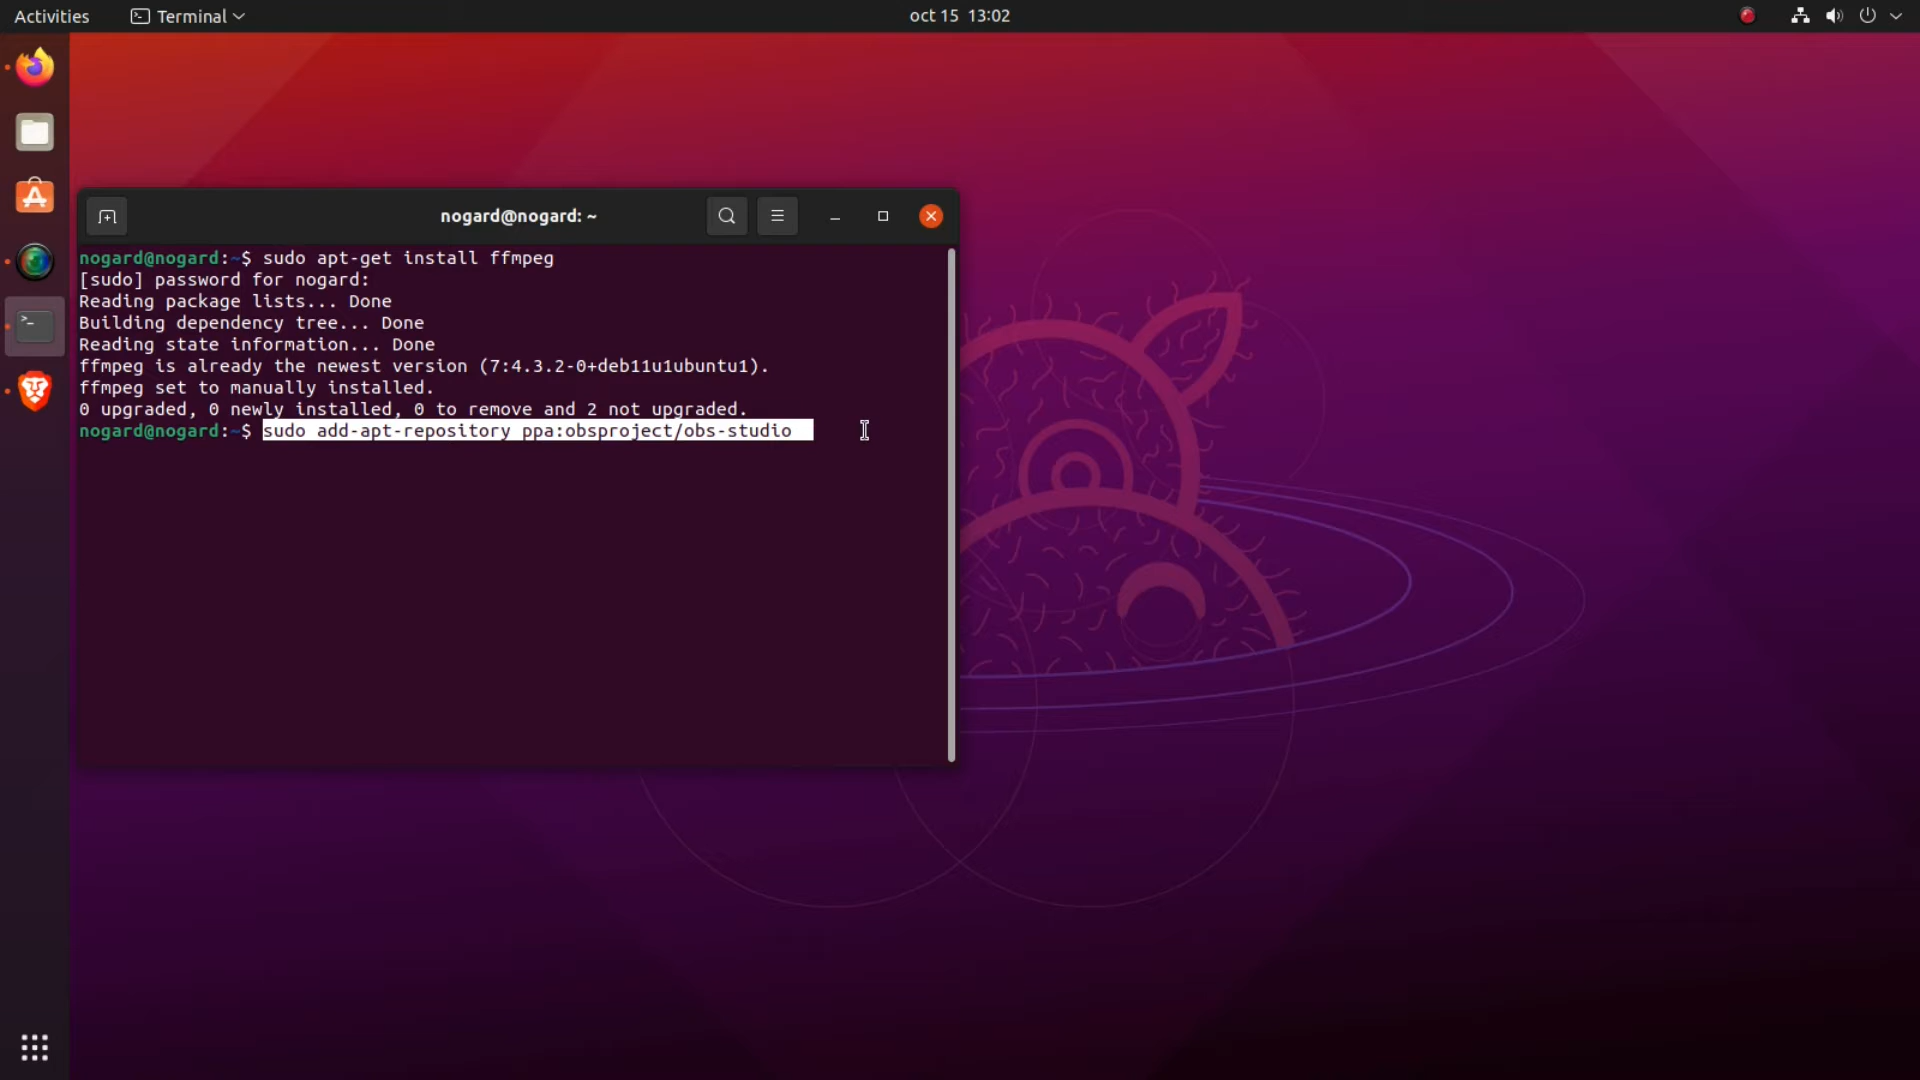 Activities Terminal oct 15 13:02
nogard@nogard: ~
nogard@nogard:~$ sudo apt-get install ffmpeg
[sudo] password for nogard:
Reading package lists... Done
Building dependency tree... Done
Reading state information... Done
ffmpeg is already the newest version (7:4.3.2-0+deb11u1ubuntu1).
ffmpeg set to manually installed.
0 upgraded, 0 newly installed, 0 to remove and 2 not upgraded.
nogard@nogard:~$ sudo add-apt-repository ppa:obsproject/obs-studio